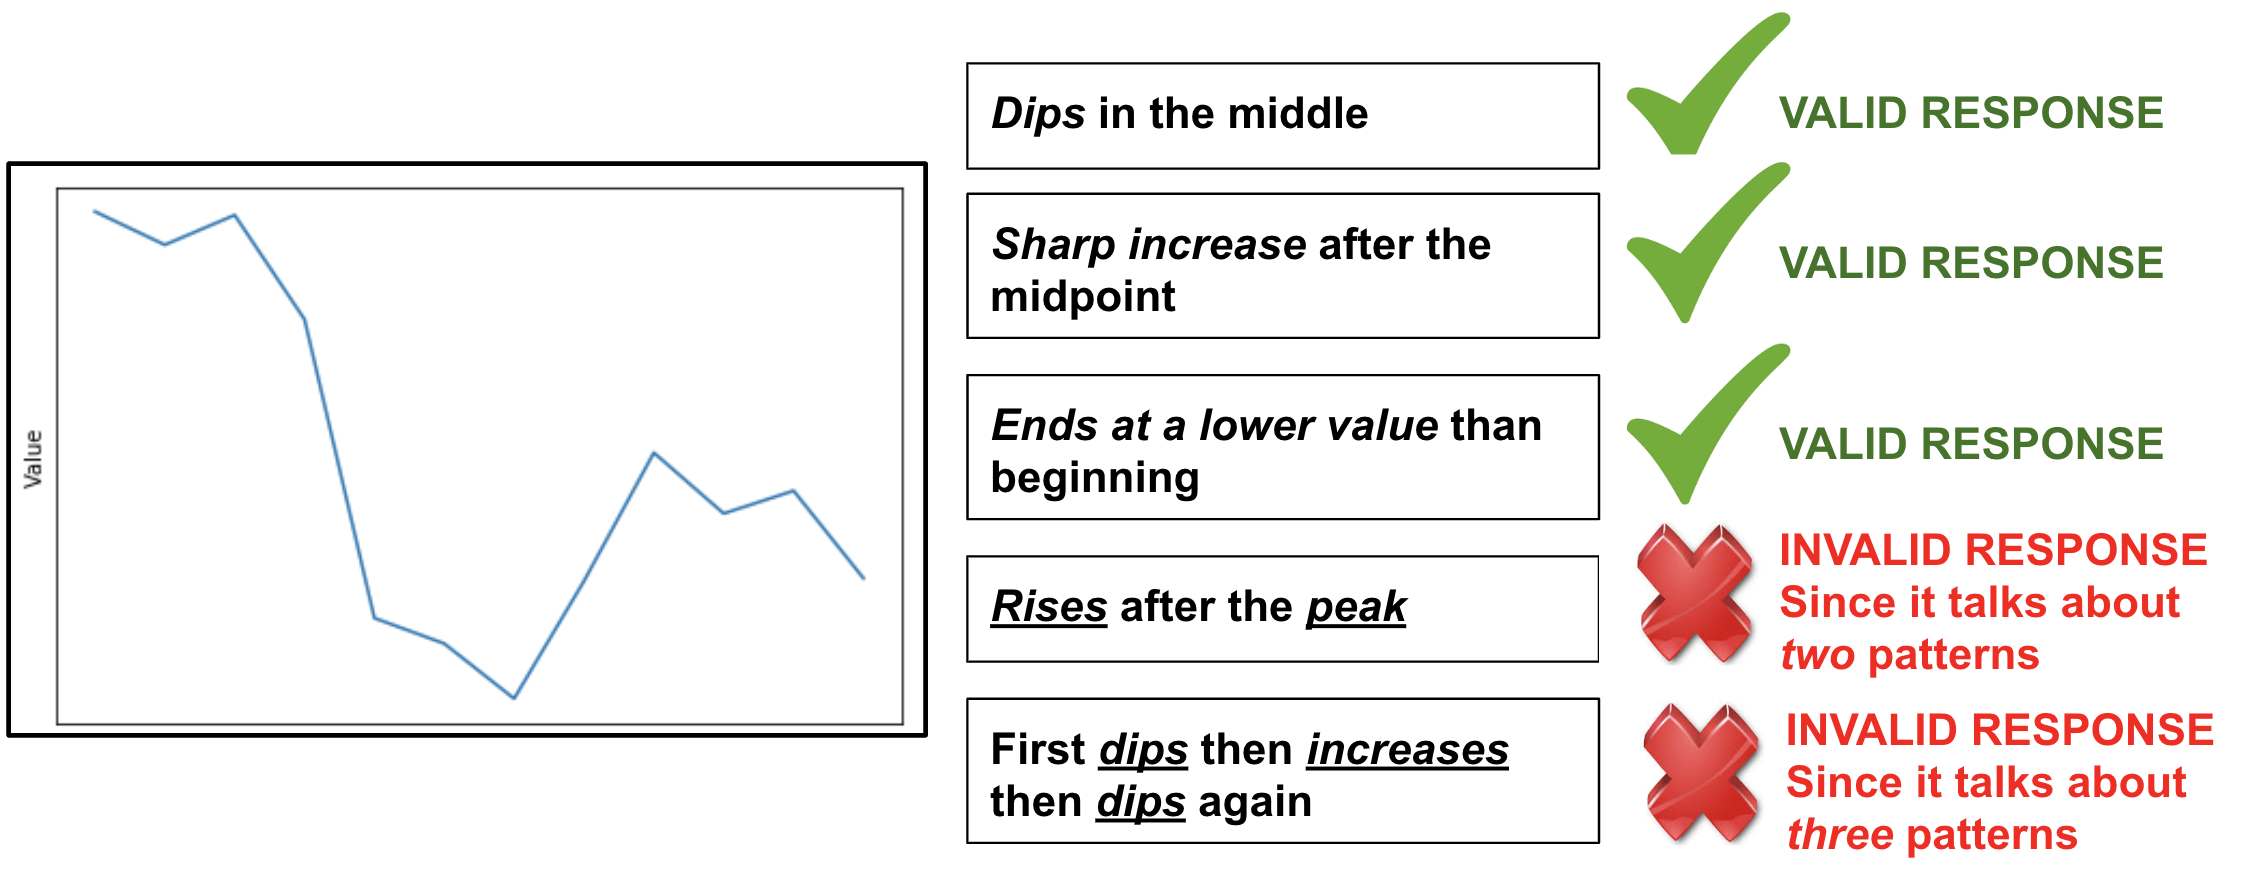 Value
Dips in the middle
VALID RESPONSE
Sharp increase after the
midpoint
VALID RESPONSE
Ends at a lower value than
beginning
VALID RESPONSE
Rises after the peak
INVALID RESPONSE
Since it talks about
two patterns
First dips then increases
then dips again
INVALID RESPONSE
Since it talks about
three patterns